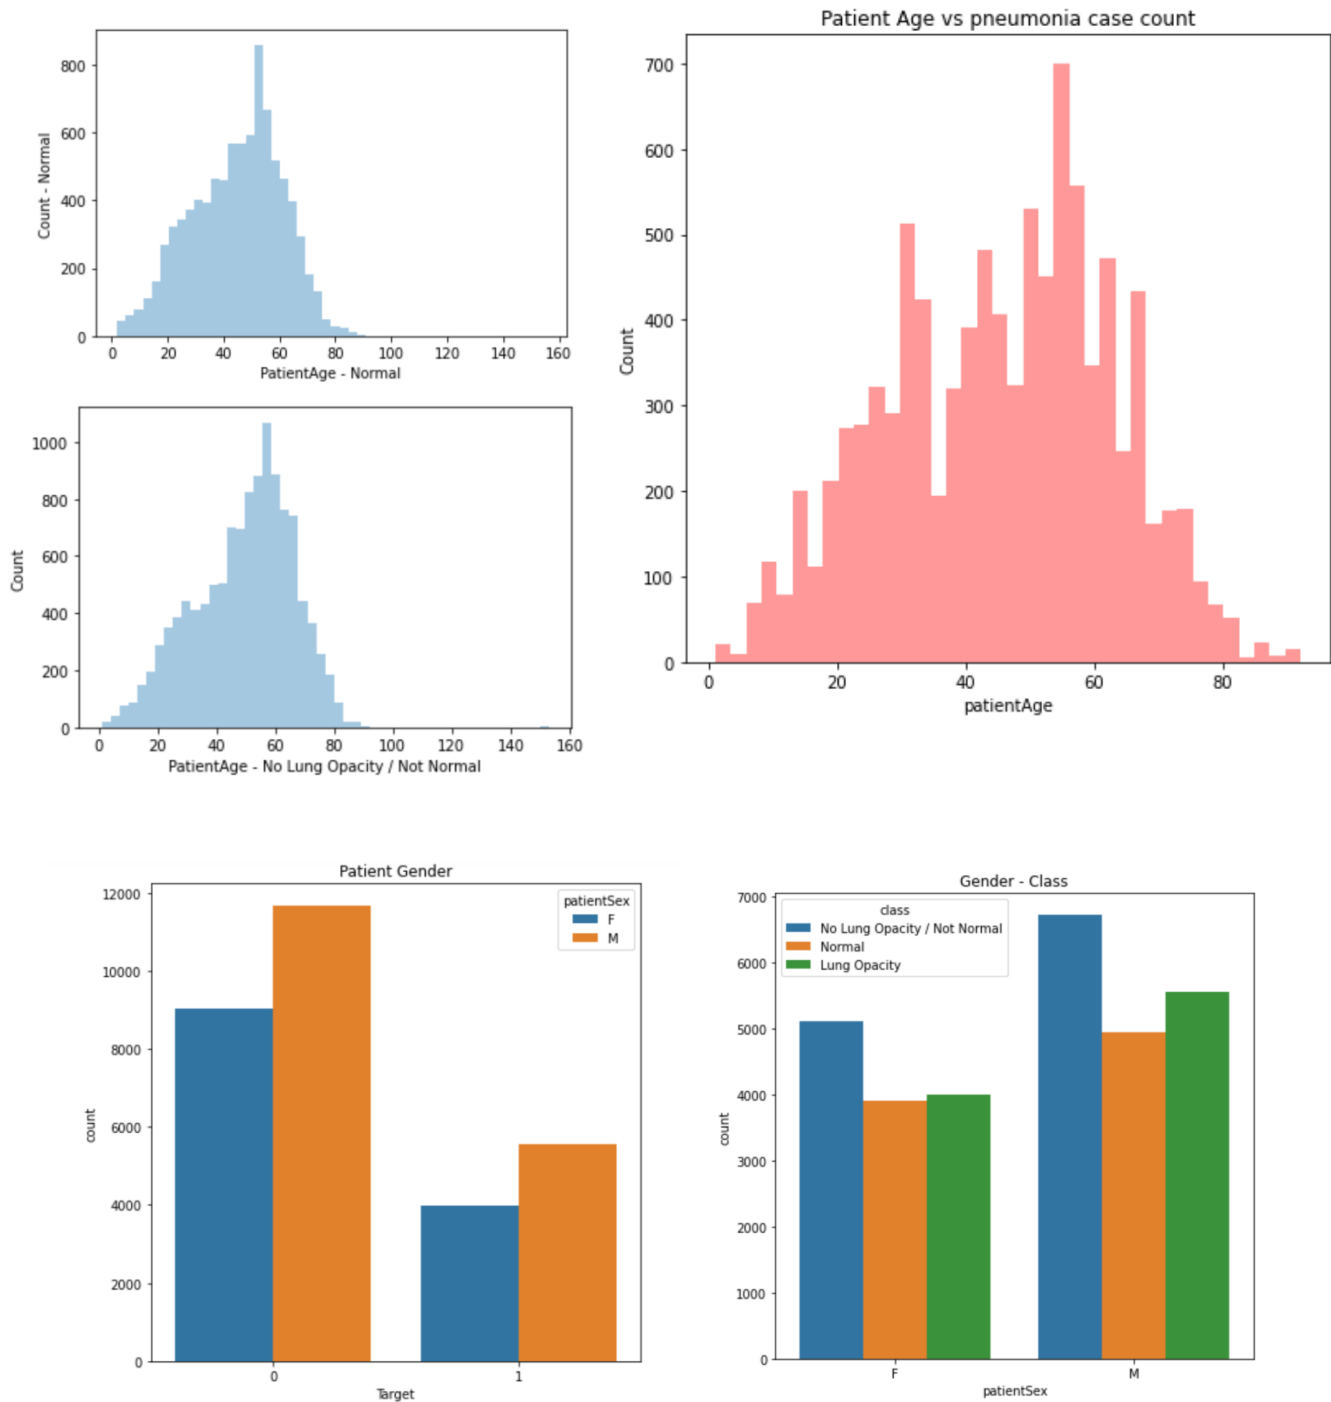 Count - Normal
800
600
400
200
0
0 20 40 60 80 100 120 140 160
PatientAge - Normal
Patient Age vs pneumonia case count
Count
700
600
500
400
300
200
100
0
0 20 40 60 80
patientAge
Count
1000
800
600
400
200
0
0 20 40 60 80 100 120 140 160
PatientAge - No Lung Opacity / Not Normal
Patient Gender
patientSex
F
M
count
12000
10000
8000
6000
4000
2000
0
0 1
Target
Gender - Class
class
No Lung Opacity / Not Normal
Normal
Lung Opacity
count
7000
6000
5000
4000
3000
2000
1000
0
F M
patientSex